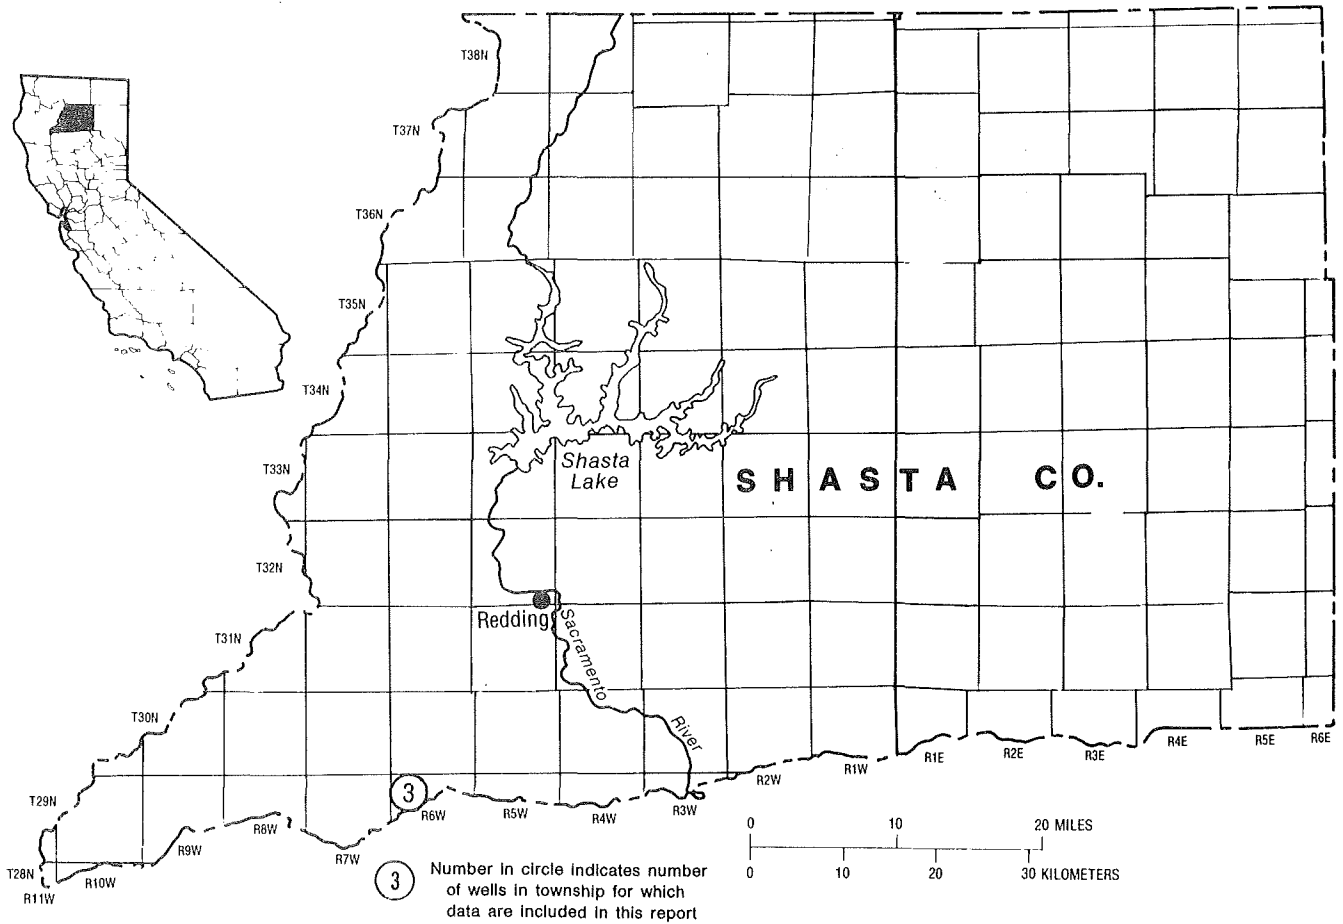 T38N
T37N
T36N
T35N
T34N
T33N
T32N
T31N
T30N
T29N
T28N
Shasta
Lake
SHASTA CO.
Redding
Sacramento
River
3
R11W
R10W
R9W
R8W
R7W
R6W
R5W
R4W
R3W
R2W
R1W
R1E
R2E
R3E
R4E
R5E
R6E
0 10 20 MILES
0 10 20 30 KILOMETERS
3
Number in circle indicates number
of wells in township for which
data are included in this report